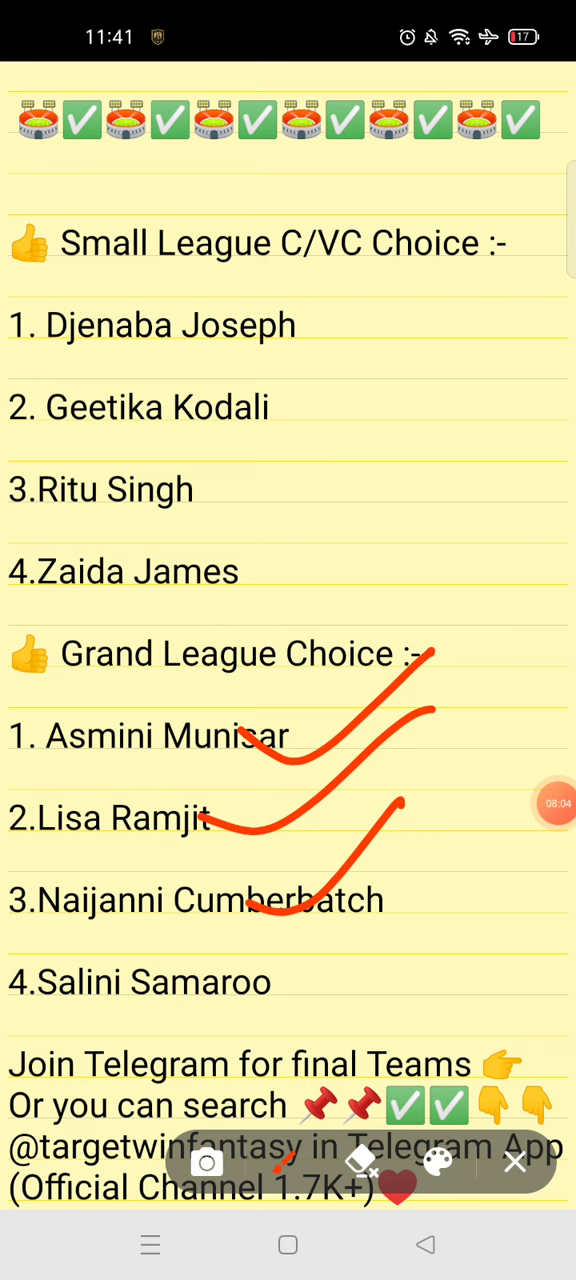 11:41
17
👍 Small League C/VC Choice :-
1. Djenaba Joseph
2. Geetika Kodali
3.Ritu Singh
4.Zaida James
👍 Grand League Choice :-
1. Asmini Munisar
2.Lisa Ramjit
3.Naijanni Cumberbatch
08:04
4.Salini Samaroo
Join Telegram for final Teams 👉
Or you can search 📌📌✅✅👇👇
@targetwinfantasy in Telegram App
(Official Channel 1.7K+)❤️